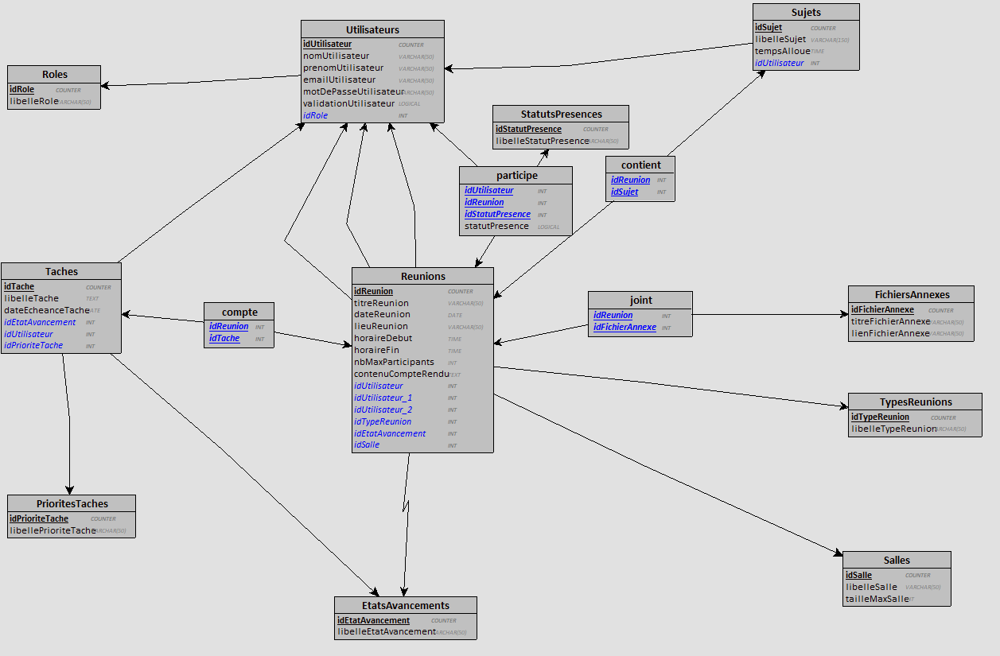 Sujets
idSujet COUNTER
libelleSujet VARCHAR(150)
tempsAlloue TIME
idUtilisateur INT
Utilisateurs
idUtilisateur COUNTER
nomUtilisateur VARCHAR(50)
prenomUtilisateur VARCHAR(50)
emailUtilisateur VARCHAR(50)
motDePasseUtilisateur VARCHAR(50)
validationUtilisateur LOGICAL
idRole INT
Roles
idRole COUNTER
libelleRole VARCHAR(50)
StatutsPresences
idStatutPresence COUNTER
libelleStatutPresence VARCHAR(50)
contient
idReunion INT
idSujet INT
participe
idUtilisateur INT
idReunion INT
idStatutPresence INT
statutPresence LOGICAL
Taches
idTache COUNTER
libelleTache TEXT
dateEcheanceTache DATE
idEtatAvancement INT
idUtilisateur INT
idPrioriteTache INT
compte
idReunion INT
idTache INT
Reunions
idReunion COUNTER
titreReunion VARCHAR(50)
dateReunion DATE
lieuReunion VARCHAR(50)
horaireDebut TIME
horaireFin TIME
nbMaxParticipants INT
contenuCompteRendu TEXT
idUtilisateur INT
idUtilisateur_1 INT
idUtilisateur_2 INT
idTypeReunion INT
idEtatAvancement INT
idSalle INT
joint
idReunion INT
idFichierAnnexe INT
FichiersAnnexes
idFichierAnnexe COUNTER
titreFichierAnnexe VARCHAR(50)
lienFichierAnnexe VARCHAR(50)
TypesReunions
idTypeReunion COUNTER
libelleTypeReunion VARCHAR(50)
PrioritesTaches
idPrioriteTache COUNTER
libellePrioriteTache VARCHAR(50)
Salles
idSalle COUNTER
libelleSalle VARCHAR(50)
tailleMaxSalle INT
EtatsAvancements
idEtatAvancement COUNTER
libelleEtatAvancement VARCHAR(50)